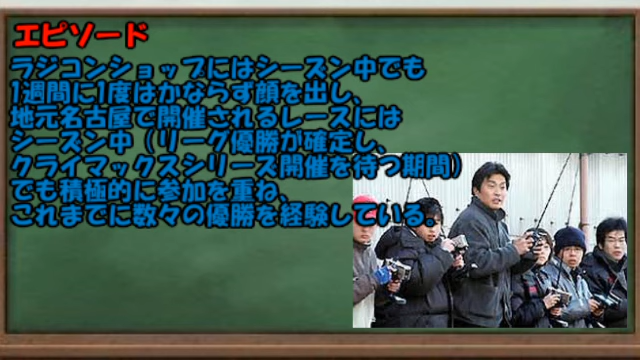 エピソード
ラジコンショップにはシーズン中でも
1週間に1度はかならず顔を出し、
地元名古屋で開催されるレースには
シーズン中（リーグ優勝が確定し、
クライマックスシリーズ開催を待つ期間）
でも積極的に参加を重ね、
これまでに数々の優勝を経験している。